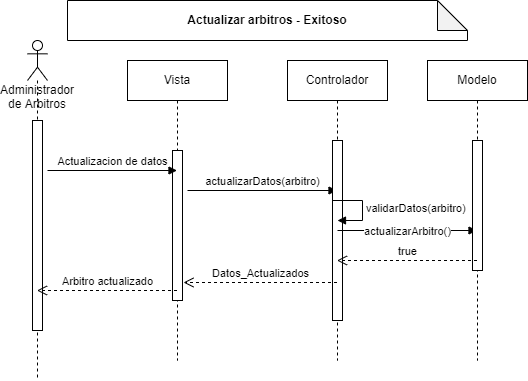 Actualizar arbitros - Exitoso
Administrador
de Arbitros
Vista
Controlador
Modelo
Actualizacion de datos
actualizarDatos(arbitro)
validarDatos(arbitro)
actualizarArbitro()
true
Datos_Actualizados
Arbitro actualizado